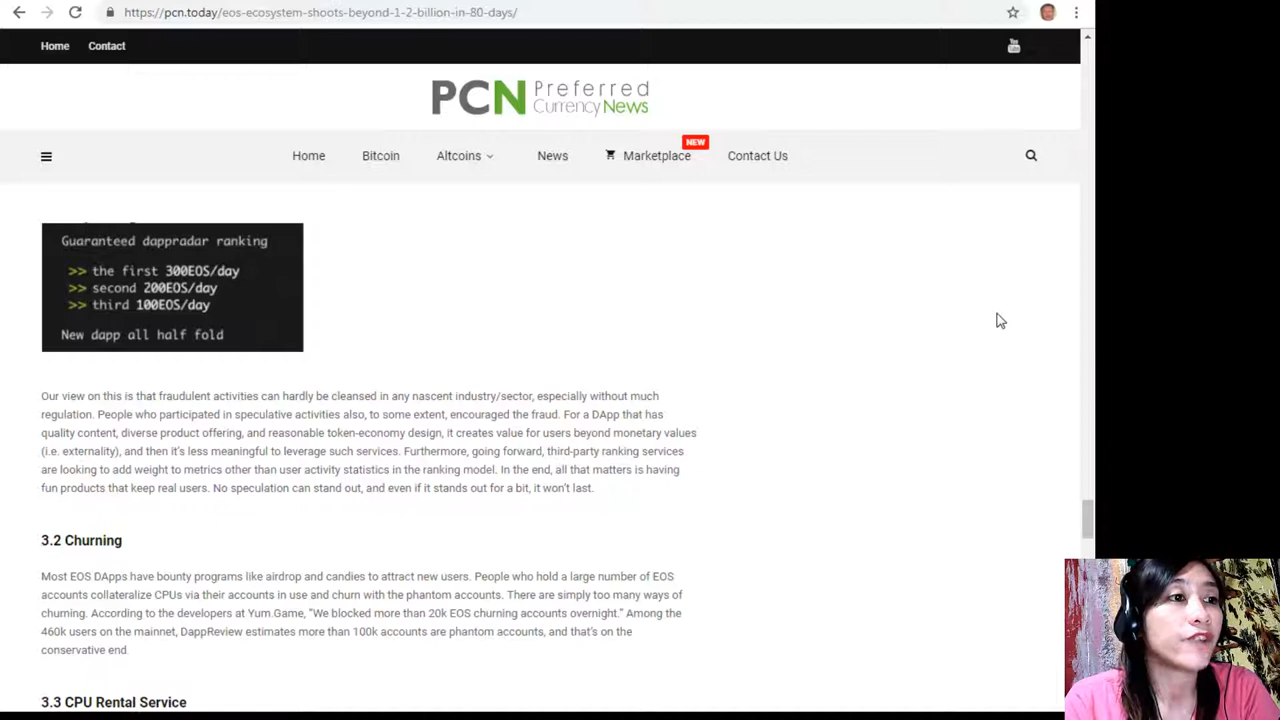 https://pcn.today/eos-ecosystem-shoots-beyond-1-2-billion-in-80-days/
Home Contact
You Tube
PCN Preferred Currency News
NEW
Home Bitcoin Altcoins News Marketplace Contact Us
Guaranteed dappradar ranking
>> the first 300EOS/day
>> second 200EOS/day
>> third 100EOS/day
New dapp all half fold
Our view on this is that fraudulent activities can hardly be cleansed in any nascent industry/sector, especially without much
regulation. People who participated in speculative activities also, to some extent, encouraged the fraud. For a DApp that has
quality content, diverse product offering, and reasonable token-economy design, it creates value for users beyond monetary values
(i.e. externality), and then it's less meaningful to leverage such services. Furthermore, going forward, third-party ranking services
are looking to add weight to metrics other than user activity statistics in the ranking model. In the end, all that matters is having
fun products that keep real users. No speculation can stand out, and even if it stands out for a bit, it won't last.
3.2 Churning
Most EOS DApps have bounty programs like airdrop and candies to attract new users. People who hold a large number of EOS
accounts collateralize CPUs via their accounts in use and churn with the phantom accounts. There are simply too many ways of
churning. According to the developers at Yum.Game, "We blocked more than 20k EOS churning accounts overnight." Among the
460k users on the mainnet, DappReview estimates more than 100k accounts are phantom accounts, and that's on the
conservative end.
3.3 CPU Rental Service